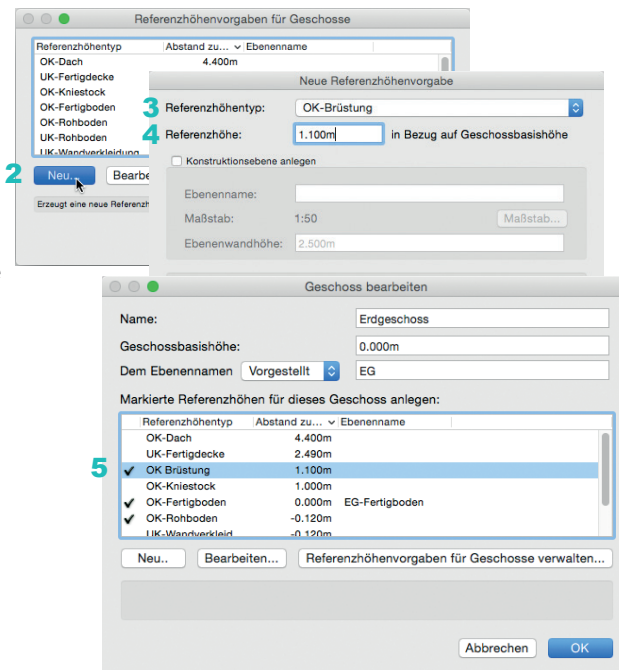 Referenzhöhenvorgaben für Geschosse
Referenzhöhentyp Abstand zu... Ebenenname
OK-Dach 4.400m
UK-Fertigdecke
OK-Kniestock
OK-Fertigboden
OK-Rohboden
UK-Rohboden
UK-Wandverkleidung
2 Neu... Bearbe
Erzeugt eine neue Referenzh
Neue Referenzhöhenvorgabe
3 Referenzhöhentyp: OK-Brüstung
4 Referenzhöhe: 1.100m in Bezug auf Geschossbasishöhe
Konstruktionsebene anlegen
Ebenenname:
Maßstab: 1:50 Maßstab...
Ebenenwandhöhe: 2.500m
Geschoss bearbeiten
Name: Erdgeschoss
Geschossbasishöhe: 0.000m
Dem Ebenennamen Vorgestellt EG
Markierte Referenzhöhen für dieses Geschoss anlegen:
Referenzhöhentyp Abstand zu... Ebenenname
OK-Dach 4.400m
UK-Fertigdecke 2.490m
5 OK Brüstung 1.100m
OK-Kniestock 1.000m
OK-Fertigboden 0.000m EG-Fertigboden
OK-Rohboden -0.120m
UK-Wandverkleid -0.120m
Neu.. Bearbeiten... Referenzhöhenvorgaben für Geschosse verwalten...
Abbrechen OK